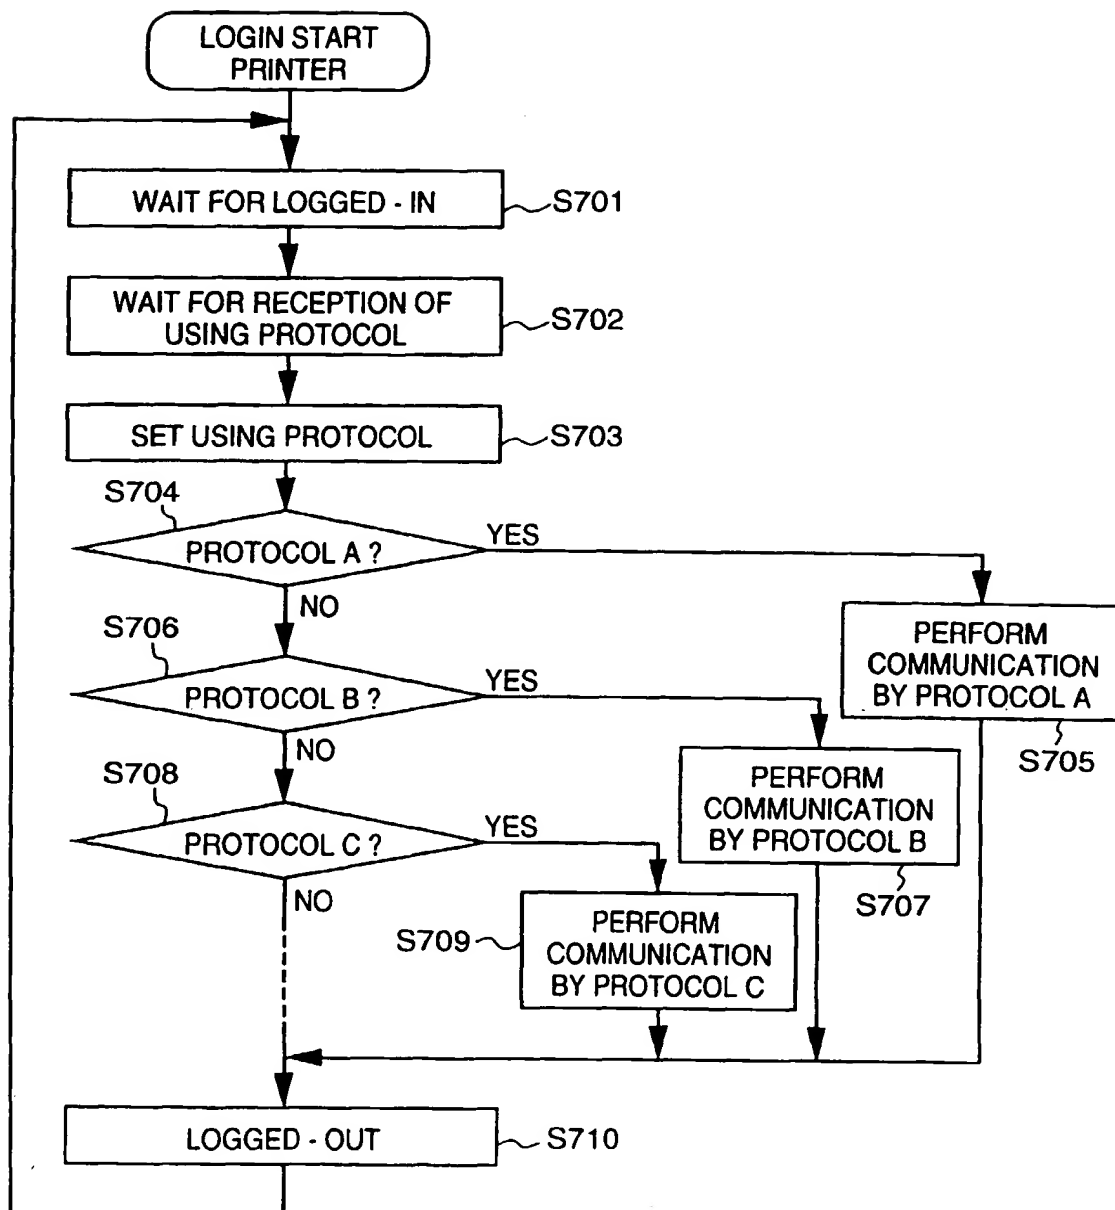 LOGIN START
PRINTER
WAIT FOR LOGGED - IN
S701
WAIT FOR RECEPTION OF
USING PROTOCOL
S702
SET USING PROTOCOL
S703
S704
PROTOCOL A ?
YES
NO
PERFORM
COMMUNICATION
BY PROTOCOL A
S705
S706
PROTOCOL B ?
YES
NO
PERFORM
COMMUNICATION
BY PROTOCOL B
S707
S708
PROTOCOL C ?
YES
NO
S709
PERFORM
COMMUNICATION
BY PROTOCOL C
LOGGED - OUT
S710